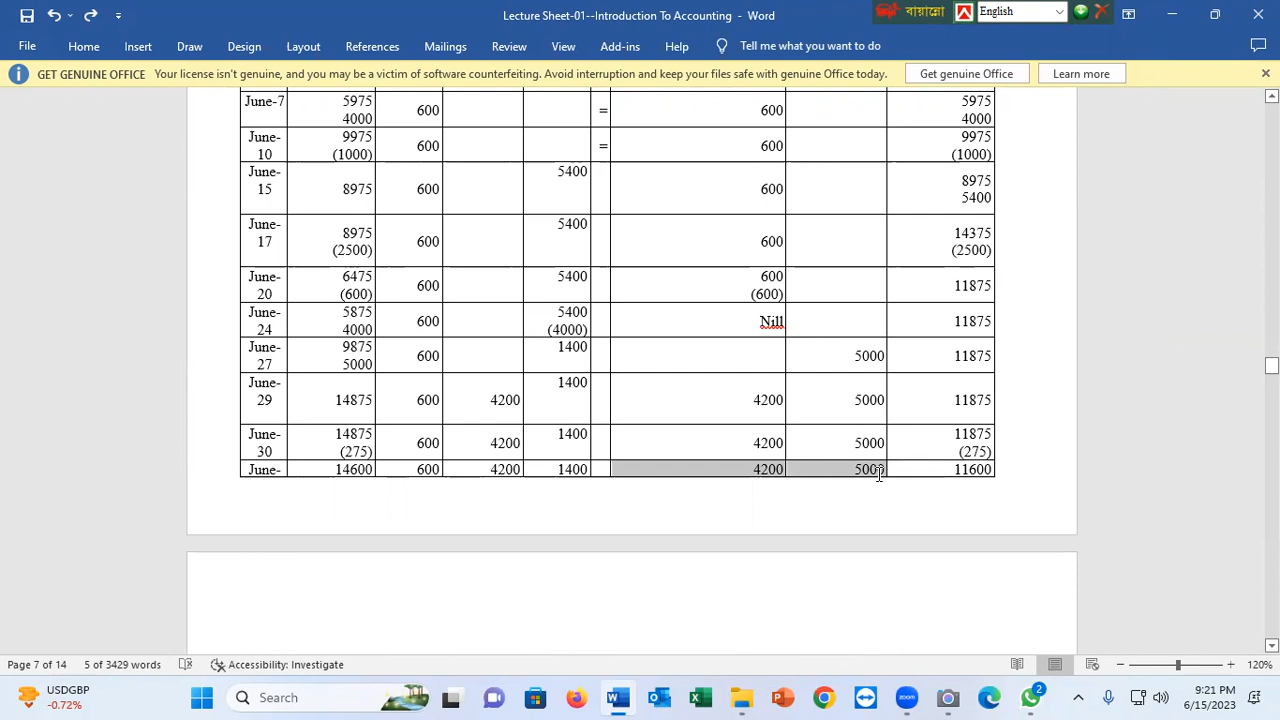 Lecture Sheet-01--Introduction To Accounting - Word
বায়ান্নো
English
File Home Insert Draw Design Layout References Mailings Review View Add-ins Help Tell me what you want to do
GET GENUINE OFFICE Your license isn't genuine, and you may be a victim of software counterfeiting. Avoid interruption and keep your files safe with genuine Office today. Get genuine Office Learn more
June-7 5975 600 = 600 5975
4000 4000
June- 9975 600 = 600 9975
10 (1000) (1000)
June- 5400
15 8975 600 600 8975
5400
June- 5400
17 8975 600 600 14375
(2500) (2500)
June- 6475 600 5400 600 11875
20 (600) (600)
June- 5875 600 5400 Nill 11875
24 4000 (4000)
June- 9875 600 1400 5000 11875
27 5000
June- 1400
29 14875 600 4200 4200 5000 11875
June- 14875 600 4200 1400 4200 5000 11875
30 (275) (275)
June- 14600 600 4200 1400 4200 5000 11600
Page 7 of 14 5 of 3429 words Accessibility: Investigate 120%
USDGBP
-0.72%
Search
2
9:21 PM
6/15/2023